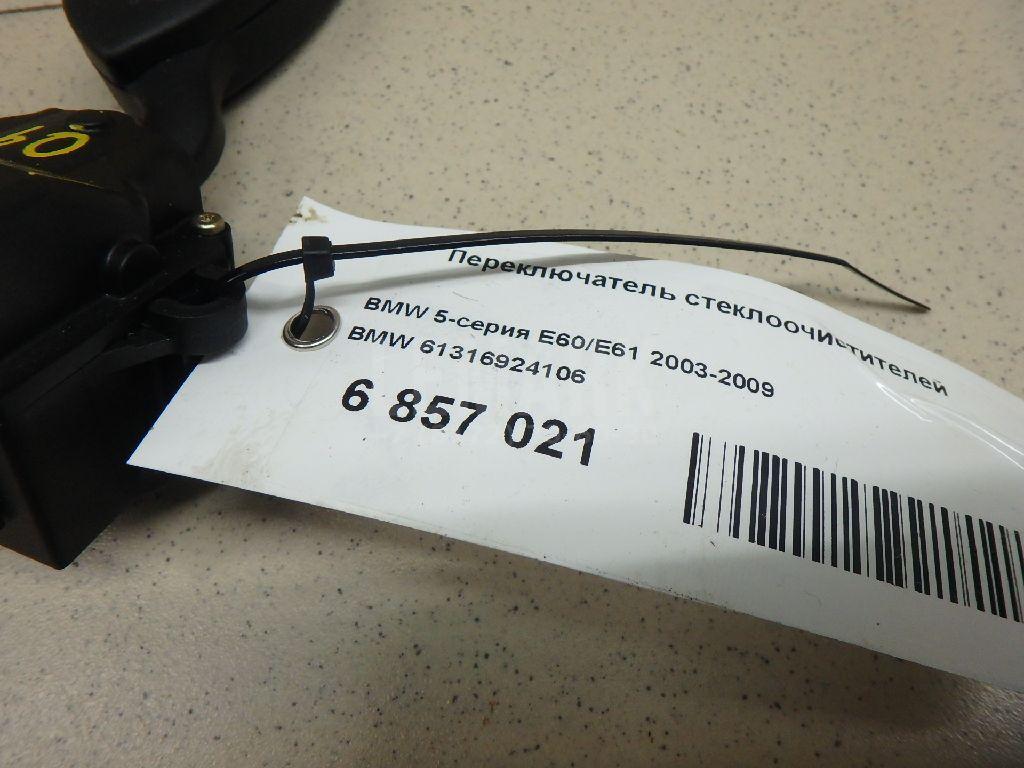 Переключатель стеклоочистителей
BMW 5-серия E60/E61 2003-2009
BMW 61316924106
6 857 021